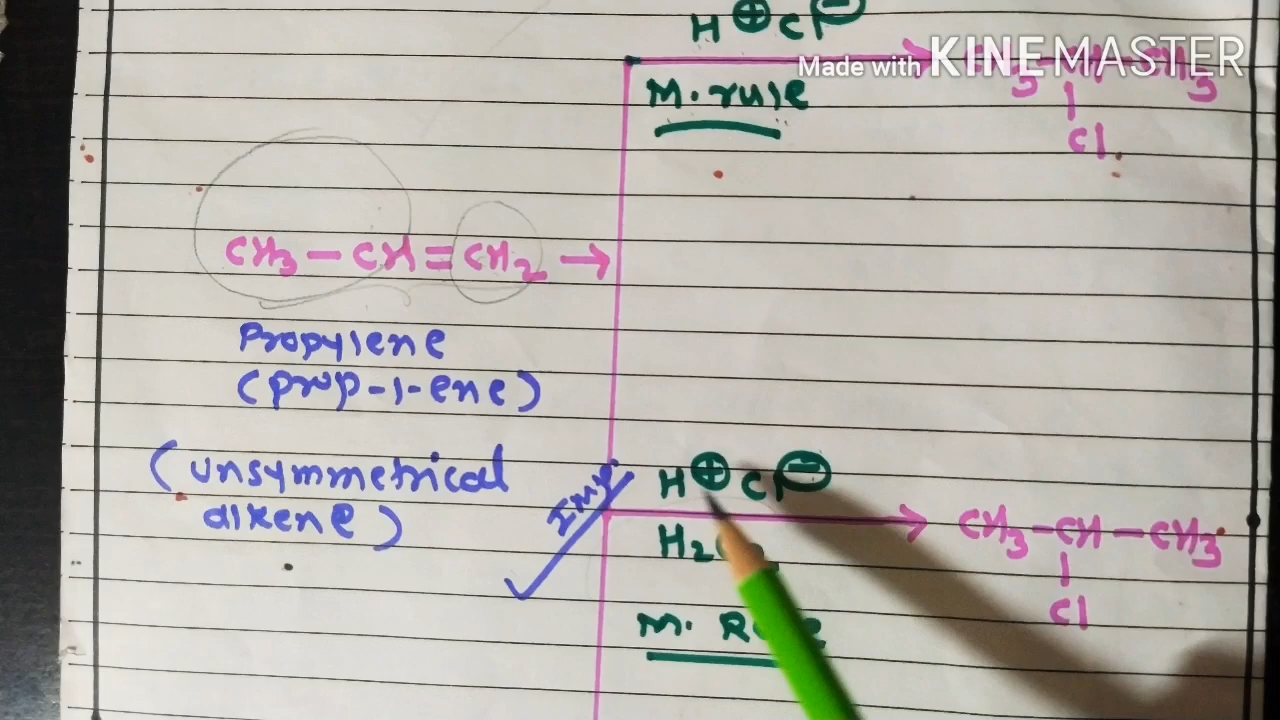 H⊕Cl⊖
Made with KINEMASTER
M. rule
Cl
CH3 — CH = CH2 →
Propylene
(prop-1-ene)
(unsymmetrical
alkene)
Imp.
H⊕ Cl⊖
CH3—CH—CH3
Cl
M.